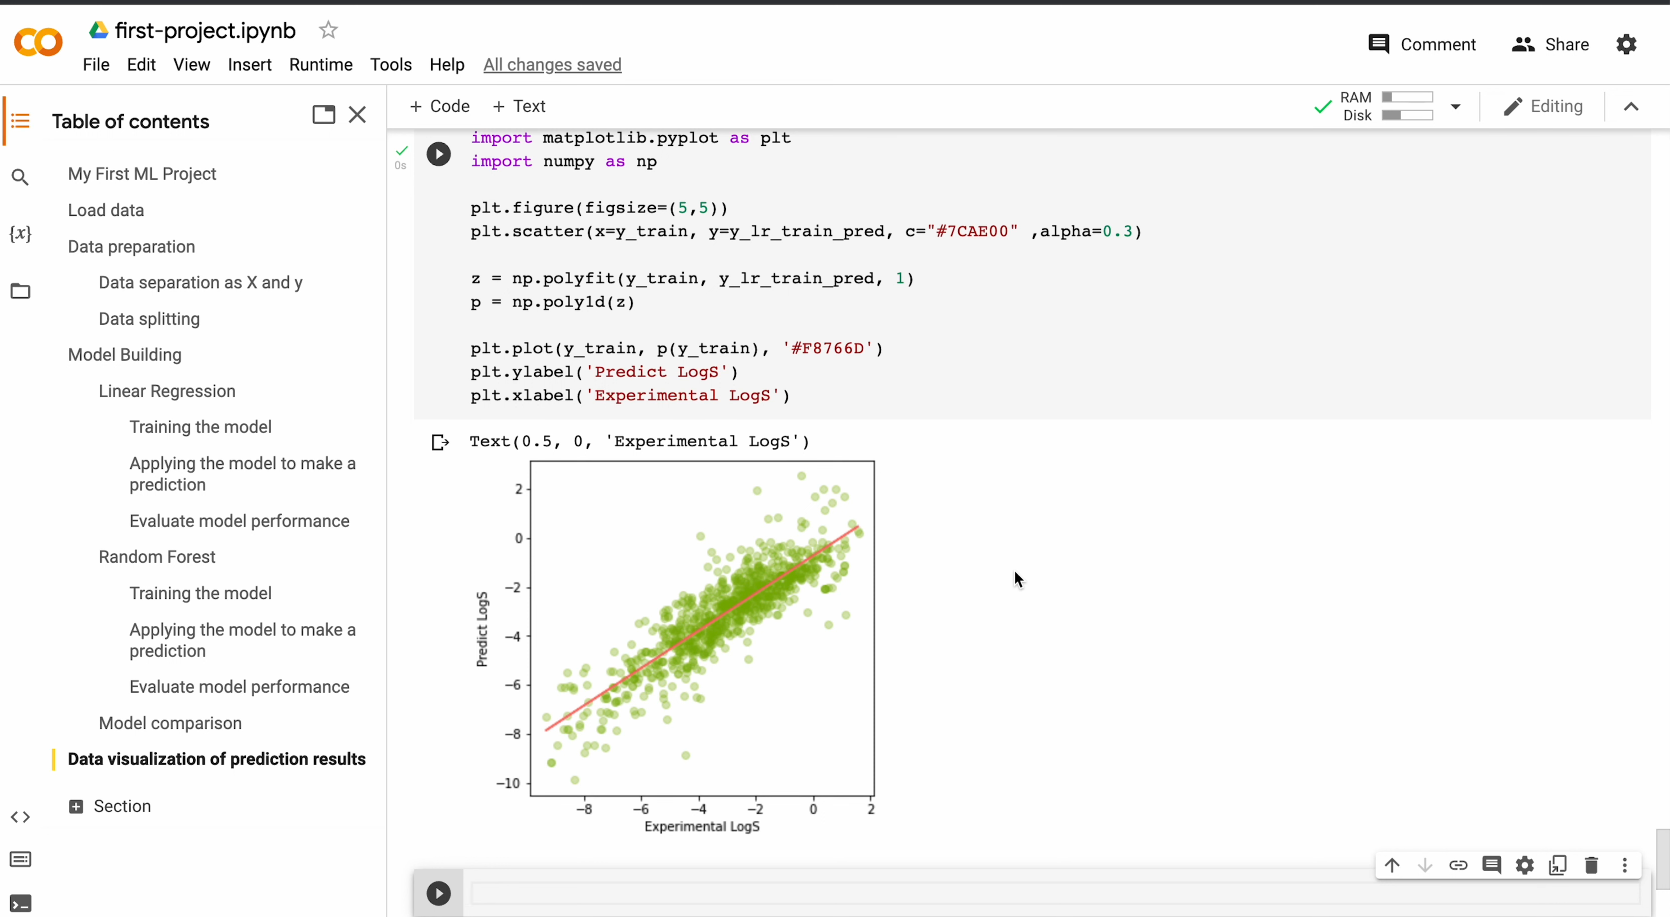 first-project.ipynb
File Edit View Insert Runtime Tools Help All changes saved
Comment Share
Table of contents
My First ML Project
Load data
Data preparation
Data separation as X and y
Data splitting
Model Building
Linear Regression
Training the model
Applying the model to make a
prediction
Evaluate model performance
Random Forest
Training the model
Applying the model to make a
prediction
Evaluate model performance
Model comparison
Data visualization of prediction results
Section
+ Code + Text
RAM
Disk
Editing
0s
import matplotlib.pyplot as plt
import numpy as np
plt.figure(figsize=(5,5))
plt.scatter(x=y_train, y=y_lr_train_pred, c="#7CAE00" ,alpha=0.3)
z = np.polyfit(y_train, y_lr_train_pred, 1)
p = np.poly1d(z)
plt.plot(y_train, p(y_train), '#F8766D')
plt.ylabel('Predict LogS')
plt.xlabel('Experimental LogS')
Text(0.5, 0, 'Experimental LogS')
2
0
−2
−4
−6
−8
−10
Predict LogS
−8 −6 −4 −2 0 2
Experimental LogS